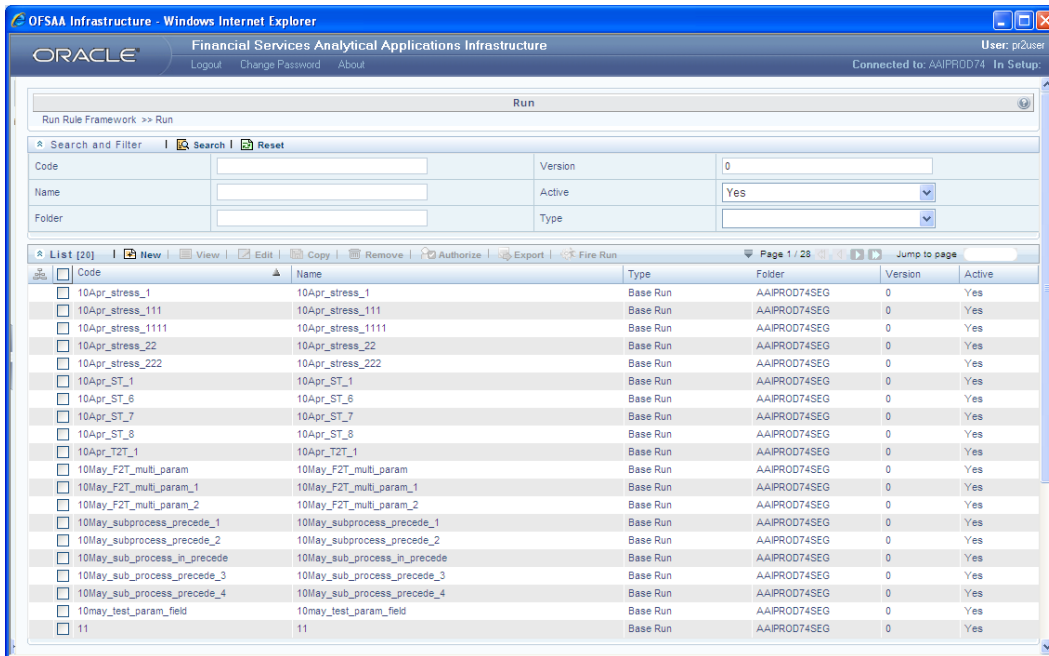 OFSAA Infrastructure - Windows Internet Explorer
ORACLE Financial Services Analytical Applications Infrastructure User: pr2user
Logout Change Password About Connected to: AAIPROD74 In Setup:
Run
Run Rule Framework >> Run
Search and Filter | Search | Reset
Code Version 0
Name Active Yes
Folder Type
List [20] | New | View | Edit | Copy | Remove | Authorize | Export | Fire Run Page 1 / 28 Jump to page
Code Name Type Folder Version Active
10Apr_stress_1 10Apr_stress_1 Base Run AAIPROD74SEG 0 Yes
10Apr_stress_111 10Apr_stress_111 Base Run AAIPROD74SEG 0 Yes
10Apr_stress_1111 10Apr_stress_1111 Base Run AAIPROD74SEG 0 Yes
10Apr_stress_22 10Apr_stress_22 Base Run AAIPROD74SEG 0 Yes
10Apr_stress_222 10Apr_stress_222 Base Run AAIPROD74SEG 0 Yes
10Apr_ST_1 10Apr_ST_1 Base Run AAIPROD74SEG 0 Yes
10Apr_ST_6 10Apr_ST_6 Base Run AAIPROD74SEG 0 Yes
10Apr_ST_7 10Apr_ST_7 Base Run AAIPROD74SEG 0 Yes
10Apr_ST_8 10Apr_ST_8 Base Run AAIPROD74SEG 0 Yes
10Apr_T2T_1 10Apr_T2T_1 Base Run AAIPROD74SEG 0 Yes
10May_F2T_multi_param 10May_F2T_multi_param Base Run AAIPROD74SEG 0 Yes
10May_F2T_multi_param_1 10May_F2T_multi_param_1 Base Run AAIPROD74SEG 0 Yes
10May_F2T_multi_param_2 10May_F2T_multi_param_2 Base Run AAIPROD74SEG 0 Yes
10May_subprocess_precede_1 10May_subprocess_precede_1 Base Run AAIPROD74SEG 0 Yes
10May_subprocess_precede_2 10May_subprocess_precede_2 Base Run AAIPROD74SEG 0 Yes
10May_sub_process_in_precede 10May_sub_process_in_precede Base Run AAIPROD74SEG 0 Yes
10May_sub_process_precede_3 10May_sub_process_precede_3 Base Run AAIPROD74SEG 0 Yes
10May_sub_process_precede_4 10May_sub_process_precede_4 Base Run AAIPROD74SEG 0 Yes
10may_test_param_field 10may_test_param_field Base Run AAIPROD74SEG 0 Yes
11 11 Base Run AAIPROD74SEG 0 Yes